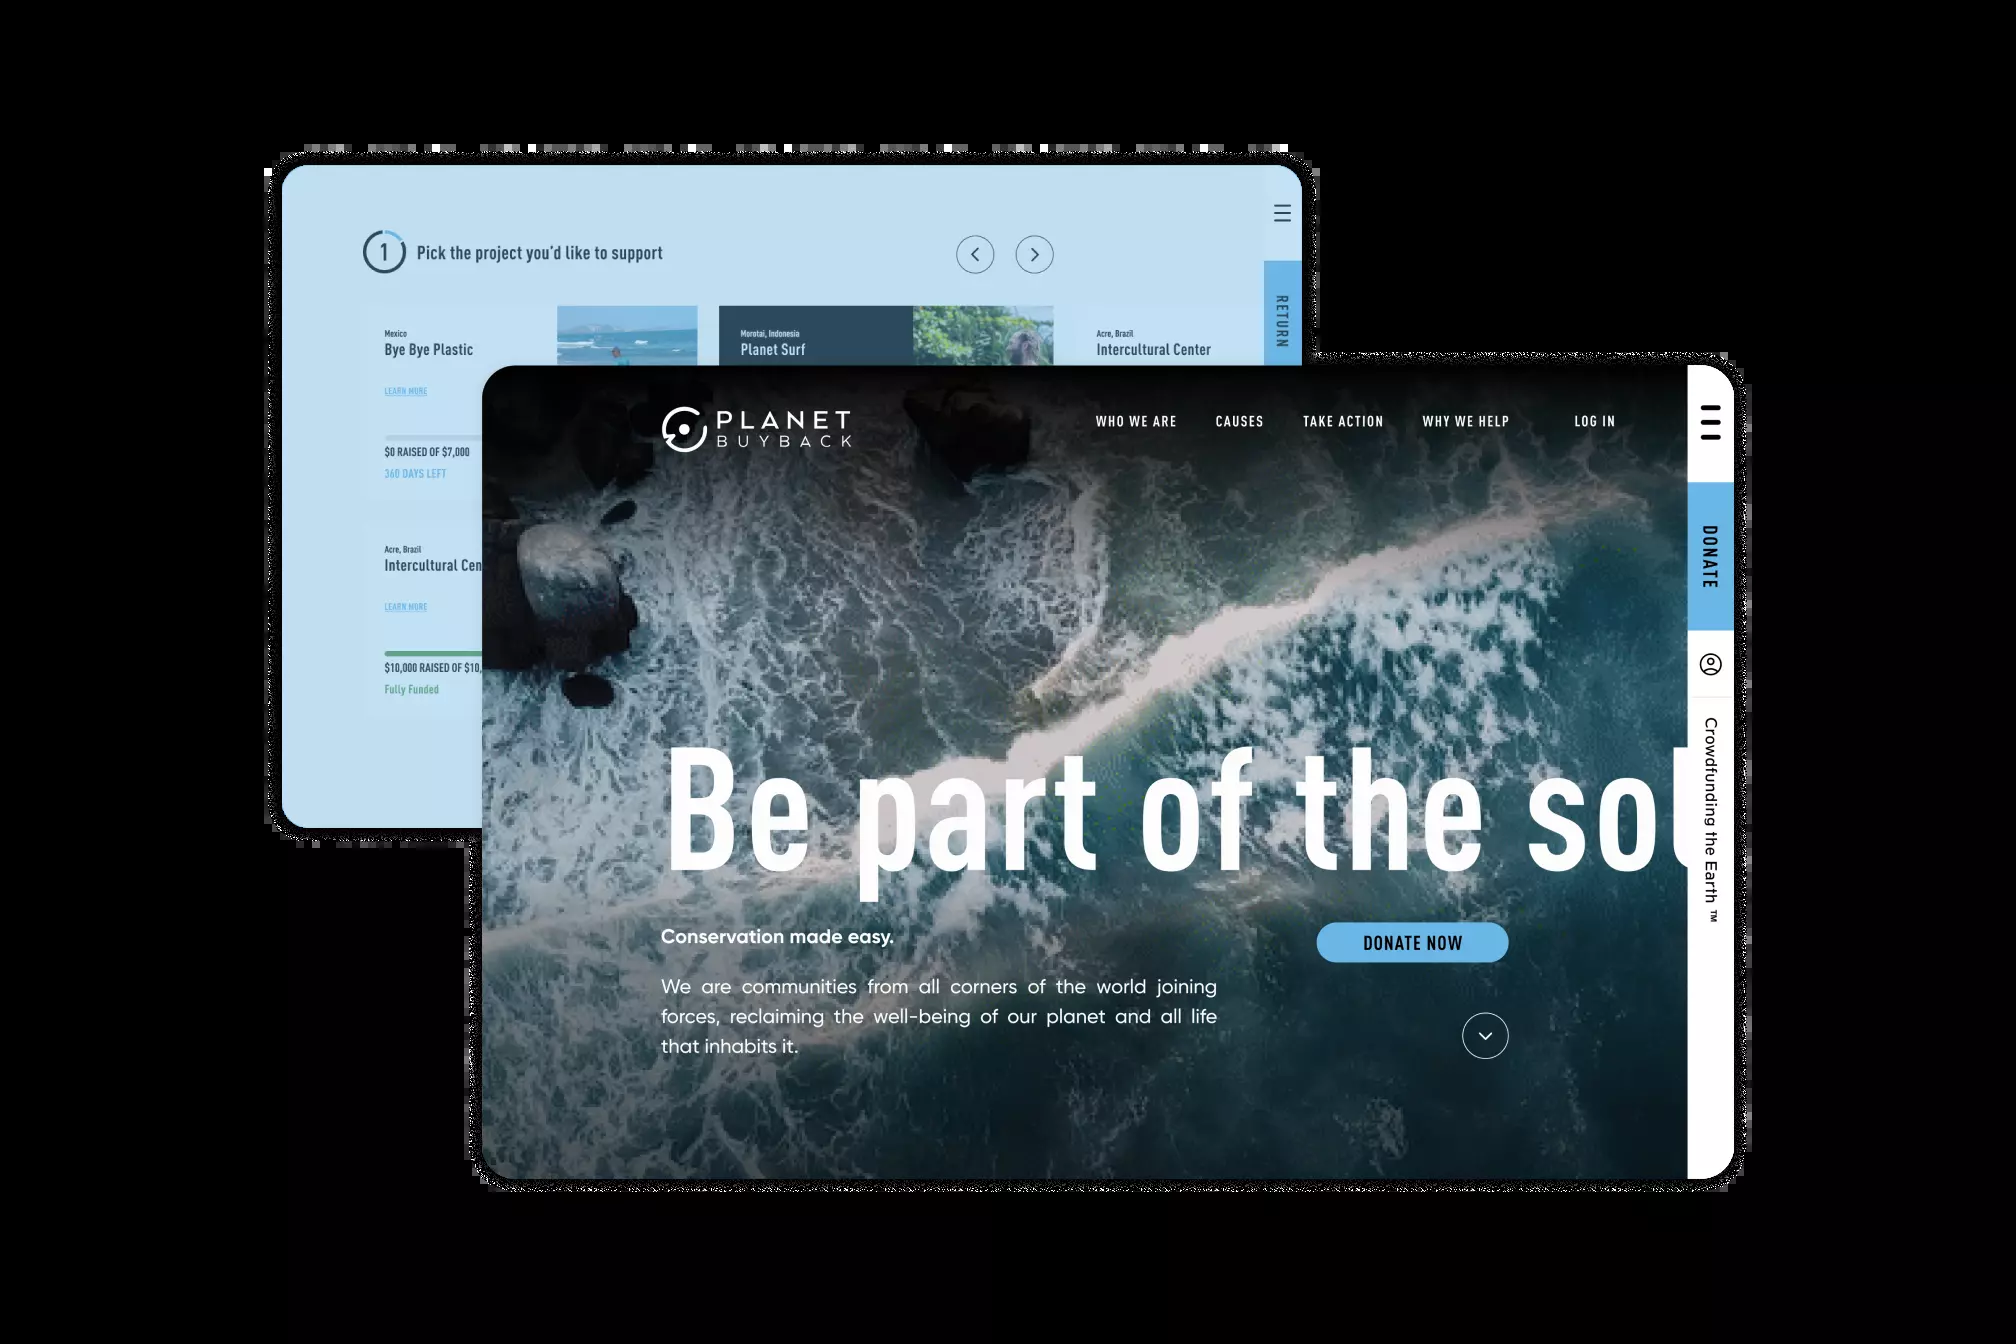 1
Pick the project you'd like to support
RETURN
Mexico
Bye Bye Plastic
LEARN MORE
$0 RAISED OF $7,000
360 DAYS LEFT
Morotai, Indonesia
Planet Surf
Acre, Brazil
Intercultural Center
Acre, Brazil
Intercultural Cen
LEARN MORE
$10,000 RAISED OF $10,
Fully Funded
PLANET
BUYBACK
WHO WE ARE CAUSES TAKE ACTION WHY WE HELP LOG IN
DONATE
Crowdfunding the Earth ™
Be part of the sol
Conservation made easy.
We are communities from all corners of the world joining
forces, reclaiming the well-being of our planet and all life
that inhabits it.
DONATE NOW